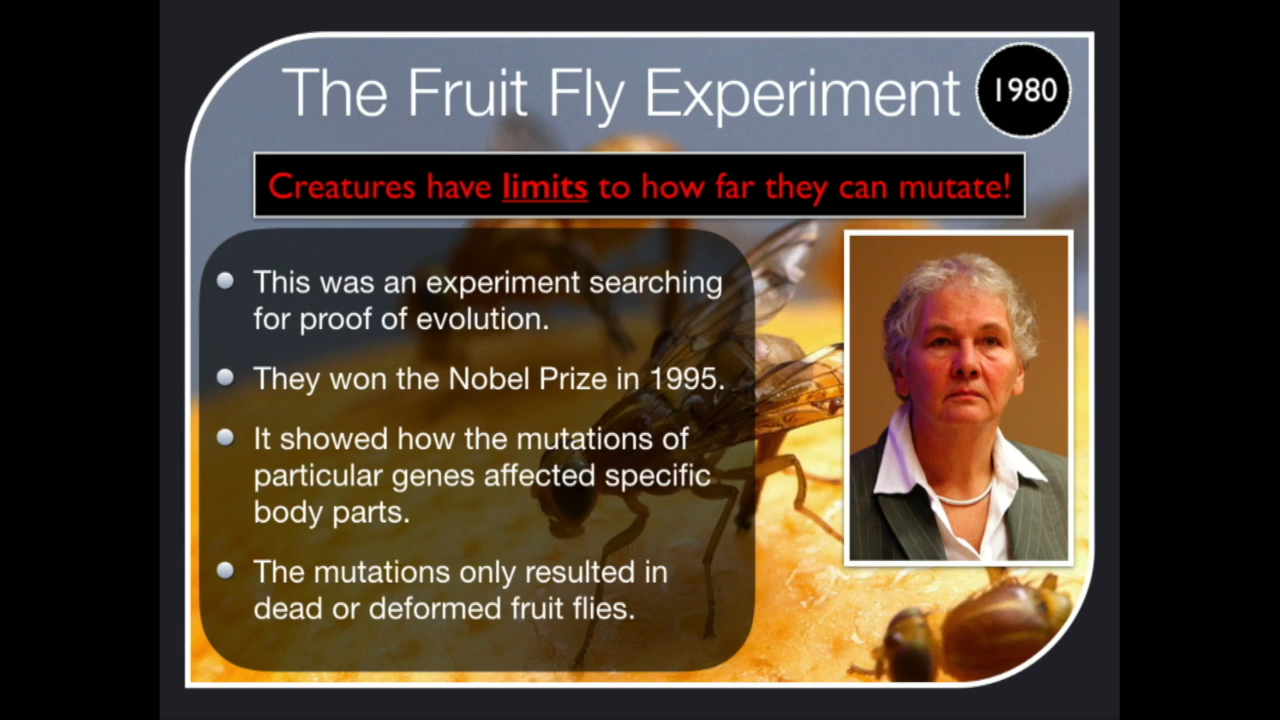 The Fruit Fly Experiment
1980
Creatures have limits to how far they can mutate!
This was an experiment searching
for proof of evolution.
They won the Nobel Prize in 1995.
It showed how the mutations of
particular genes affected specific
body parts.
The mutations only resulted in
dead or deformed fruit flies.